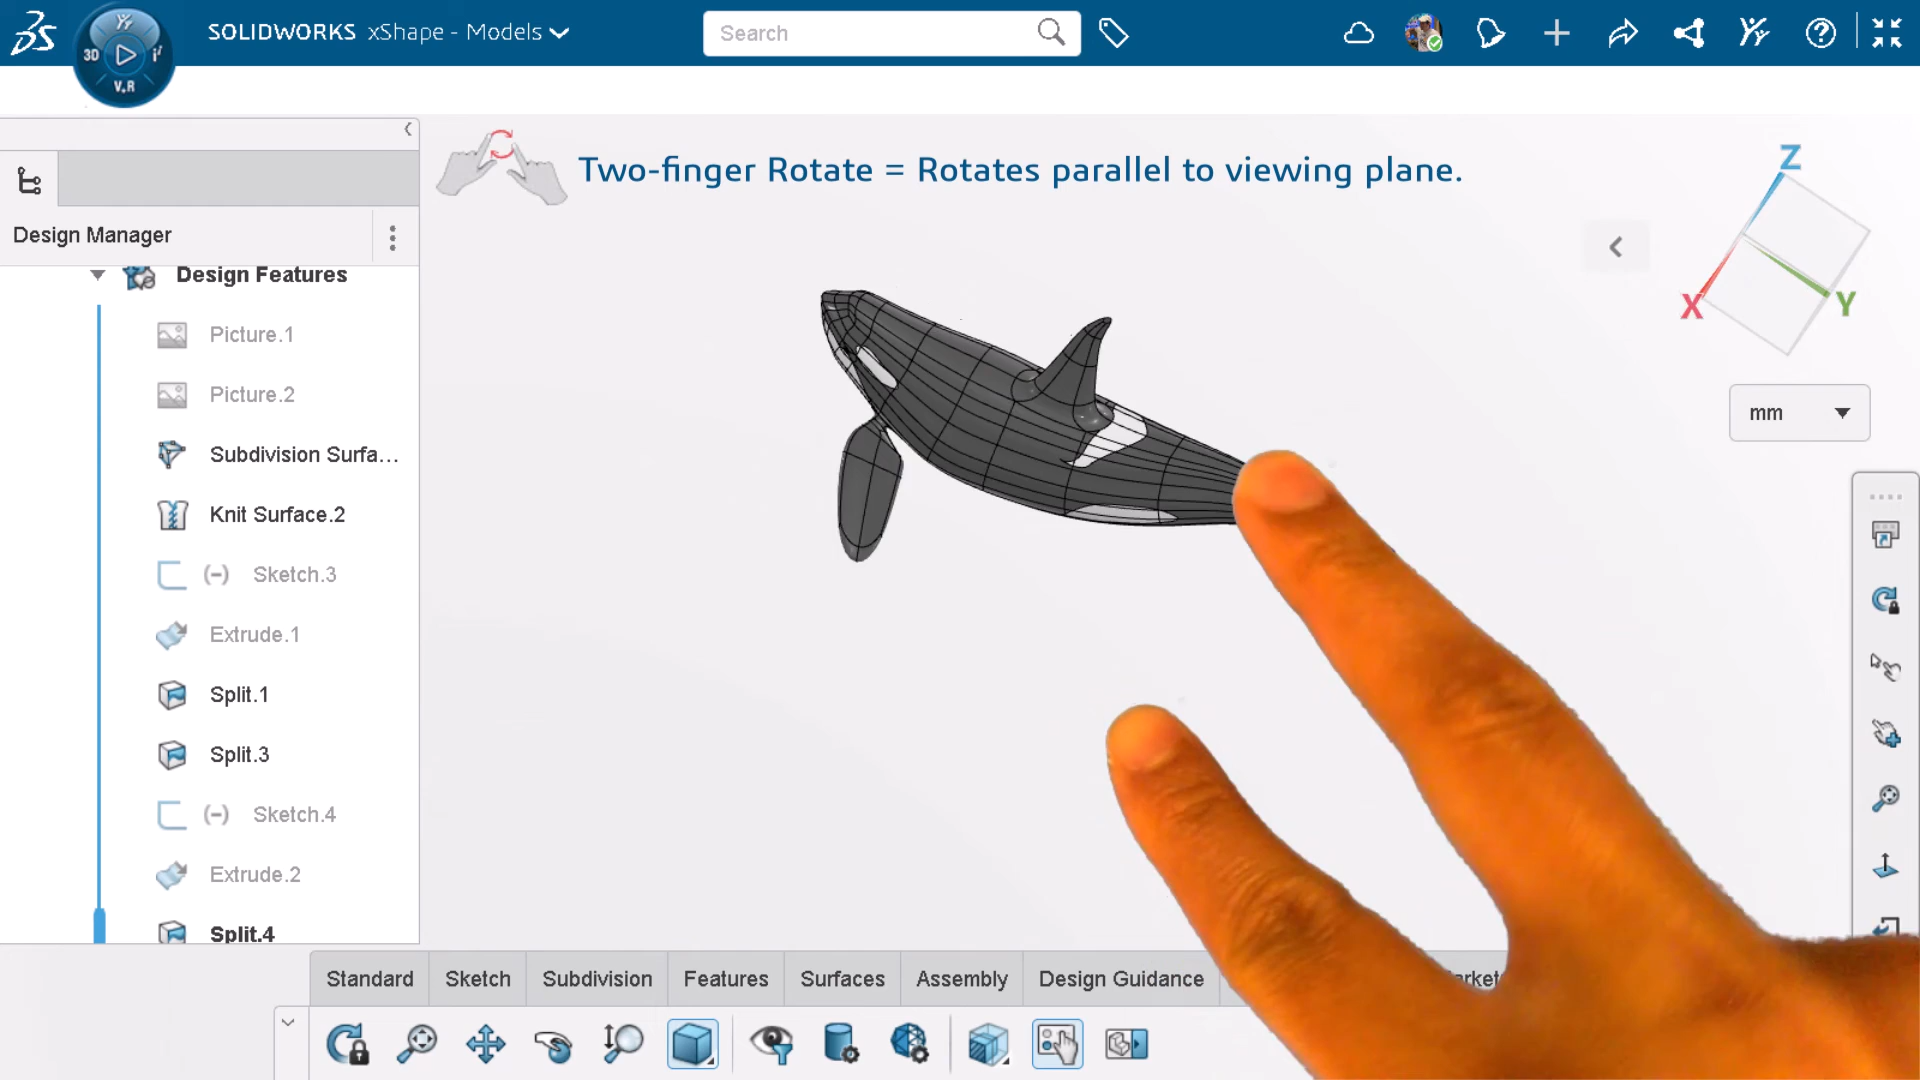 SOLIDWORKS xShape - Models
Search
3D
V.R
Two-finger Rotate = Rotates parallel to viewing plane.
Z
X
Y
Design Manager
Design Features
Picture.1
Picture.2
Subdivision Surfa...
Knit Surface.2
(-) Sketch.3
Extrude.1
Split.1
Split.3
(-) Sketch.4
Extrude.2
Split.4
mm
Standard Sketch Subdivision Features Surfaces Assembly Design Guidance